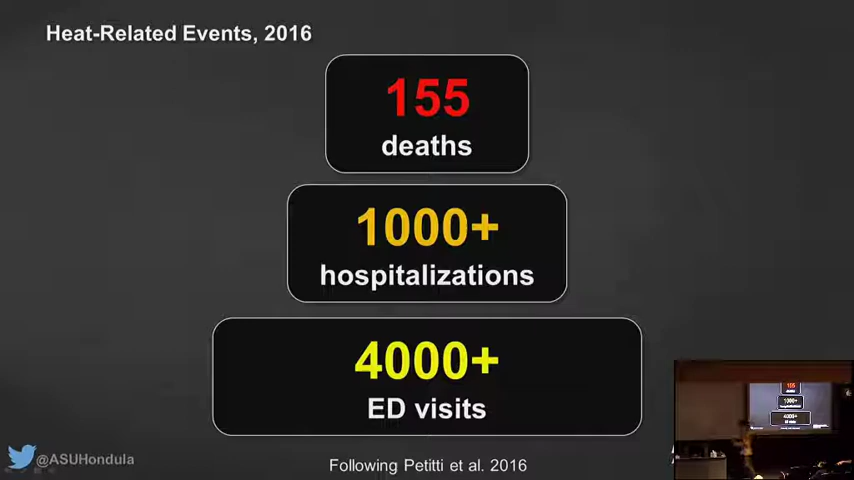 Heat-Related Events, 2016
155
deaths
1000+
hospitalizations
4000+
ED visits
@ASUHondula
Following Petitti et al. 2016